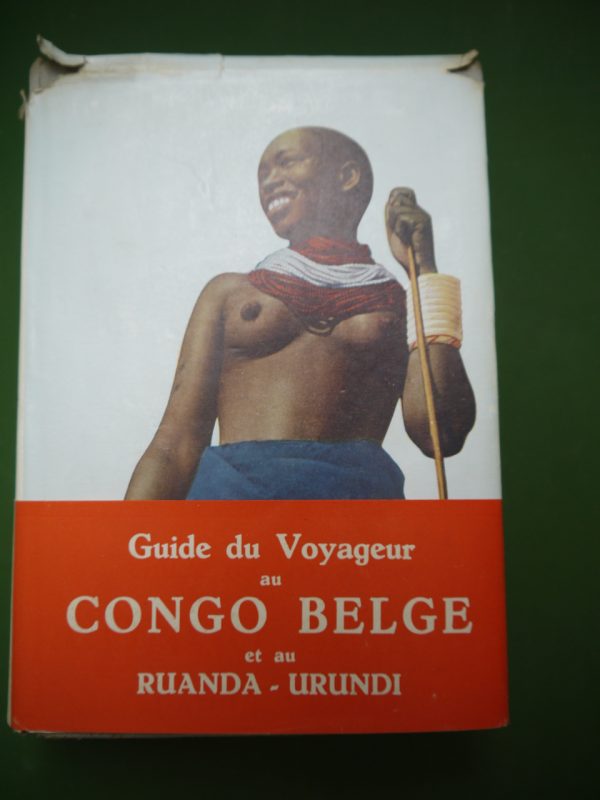 Guide du Voyageur
au
CONGO BELGE
et au
RUANDA - URUNDI